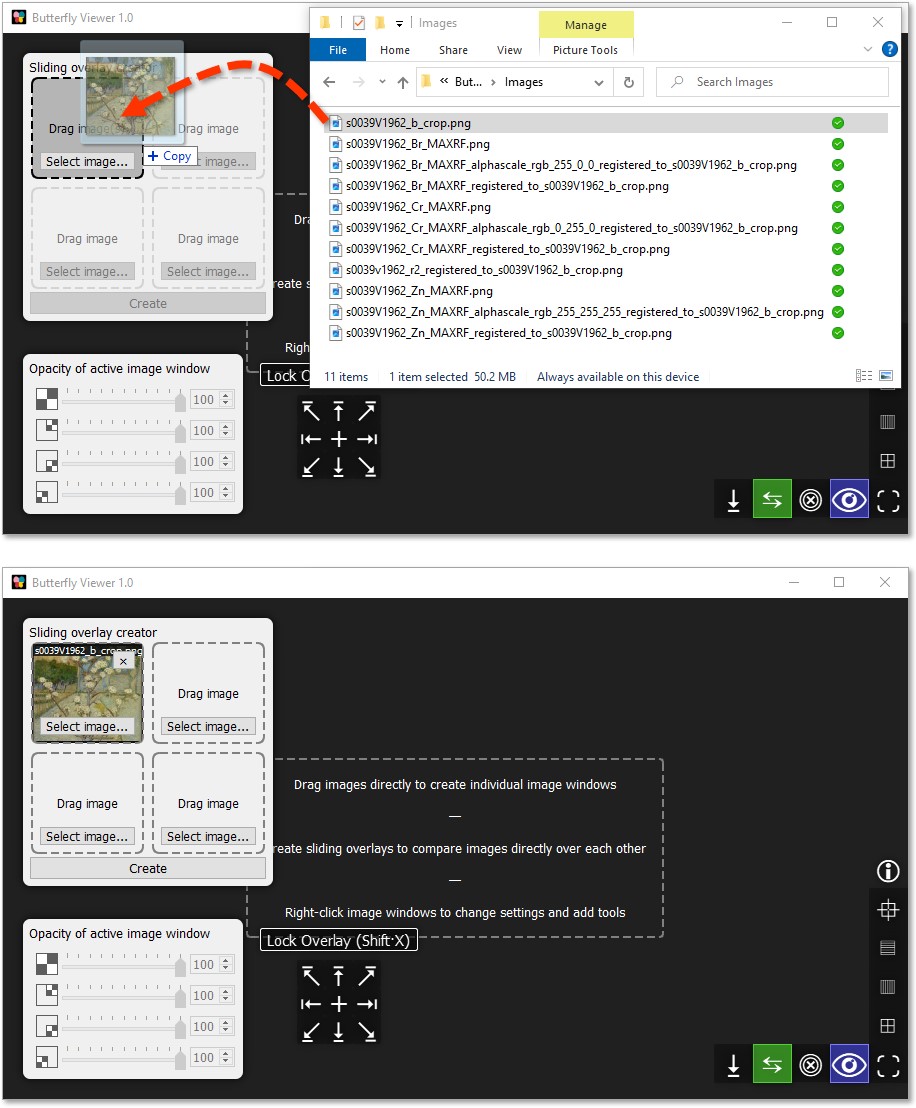 Butterfly Viewer 1.0
Images
Manage
File
Home
Share
View
Picture Tools
« But... > Images
Search Images
Sliding overlay creator
Drag image
Drag image
Select image...
Copy
Select image...
Drag image
Drag image
Select image...
Select image...
Create
s0039V1962_b_crop.png
s0039V1962_Br_MAXRF.png
s0039V1962_Br_MAXRF_alphascale_rgb_255_0_0_registered_to_s0039V1962_b_crop.png
s0039V1962_Br_MAXRF_registered_to_s0039V1962_b_crop.png
s0039V1962_Cr_MAXRF.png
s0039V1962_Cr_MAXRF_alphascale_rgb_0_255_0_registered_to_s0039V1962_b_crop.png
s0039V1962_Cr_MAXRF_registered_to_s0039V1962_b_crop.png
s0039v1962_r2_registered_to_s0039V1962_b_crop.png
s0039V1962_Zn_MAXRF.png
s0039V1962_Zn_MAXRF_alphascale_rgb_255_255_255_registered_to_s0039V1962_b_crop.png
s0039V1962_Zn_MAXRF_registered_to_s0039V1962_b_crop.png
11 items
1 item selected 50.2 MB
Always available on this device
Dra
reate s
Righ
Lock O
Opacity of active image window
100
100
100
100
Butterfly Viewer 1.0
Sliding overlay creator
s0039V1962_b_crop.png
Drag image
Select image...
Select image...
Drag image
Drag image
Select image...
Select image...
Create
Drag images directly to create individual image windows
—
reate sliding overlays to compare images directly over each other
—
Right-click image windows to change settings and add tools
Lock Overlay (Shift·X)
Opacity of active image window
100
100
100
100